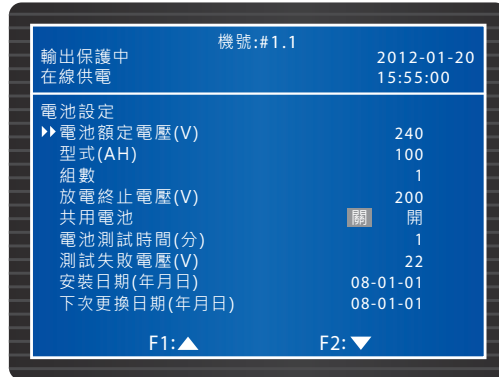 機號:#1.1
輸出保護中 2012-01-20
在線供電 15:55:00
電池設定
電池額定電壓(V) 240
型式(AH) 100
組數 1
放電終止電壓(V) 200
共用電池 關 開
電池測試時間(分) 1
測試失敗電壓(V) 22
安裝日期(年月日) 08-01-01
下次更換日期(年月日) 08-01-01
F1:▲ F2:▼